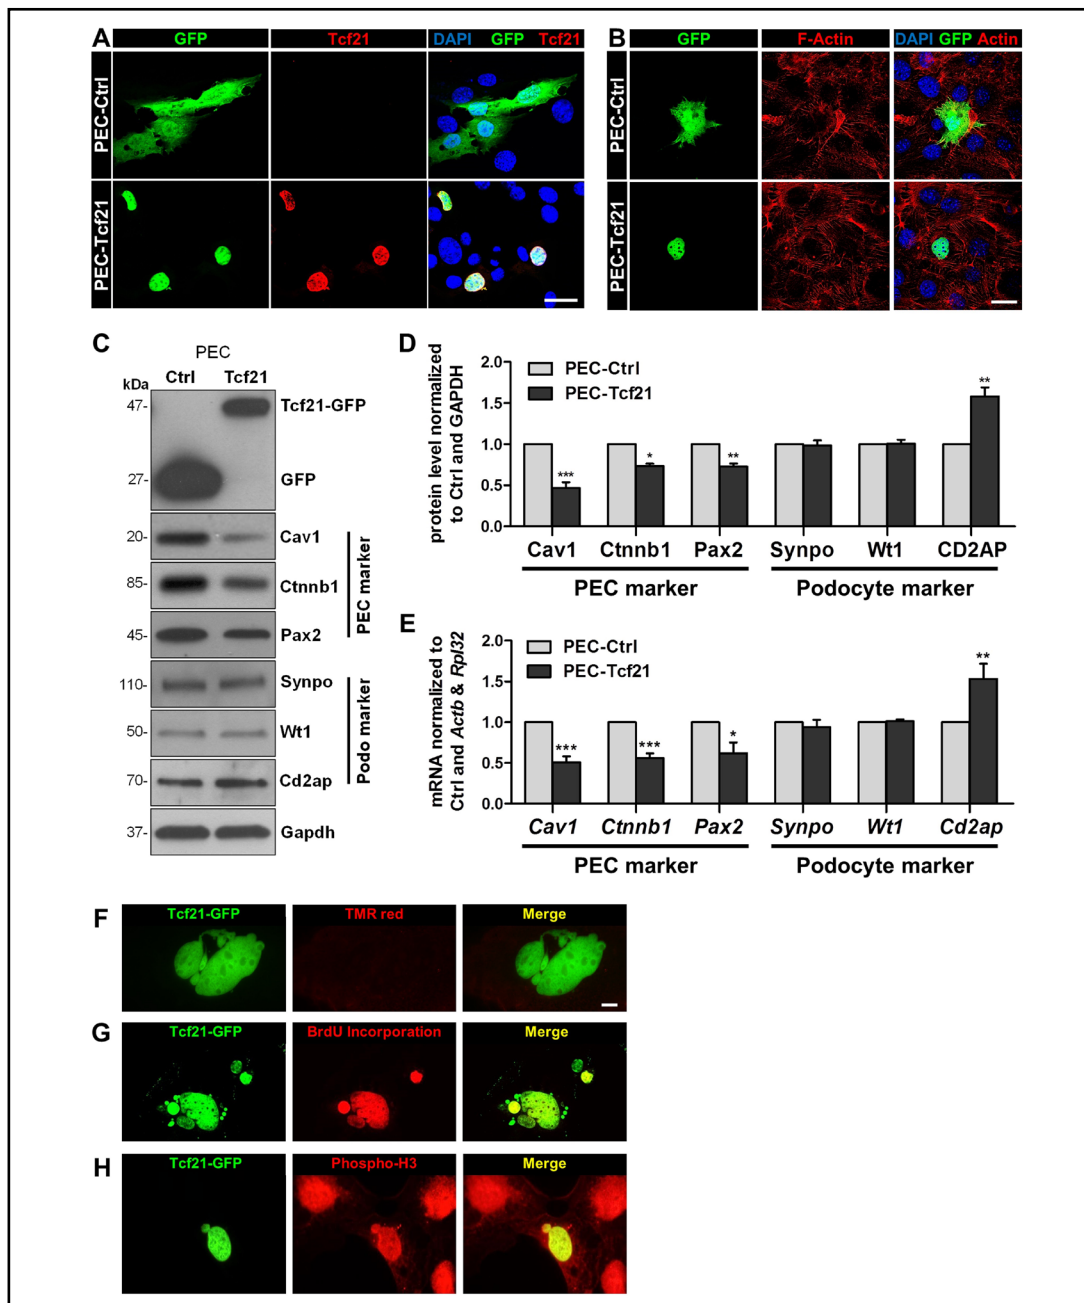 A
GFP
Tcf21
DAPI GFP Tcf21
PEC-Ctrl
PEC-Tcf21
B
GFP
F-Actin
DAPI GFP Actin
PEC-Ctrl
PEC-Tcf21
C
PEC
kDa Ctrl Tcf21
47- Tcf21-GFP
27- GFP
20- Cav1
85- Ctnnb1
45- Pax2
PEC marker
110- Synpo
50- Wt1
70- Cd2ap
Podo marker
37- Gapdh
D
protein level normalized
to Ctrl and GAPDH
2.0
1.5
1.0
0.5
0.0
PEC-Ctrl
PEC-Tcf21
*** * ** **
Cav1 Ctnnb1 Pax2 Synpo Wt1 CD2AP
PEC marker Podocyte marker
E
mRNA normalized to
Ctrl and Actb & Rpl32
2.0
1.5
1.0
0.5
0.0
PEC-Ctrl
PEC-Tcf21
*** *** * **
Cav1 Ctnnb1 Pax2 Synpo Wt1 Cd2ap
PEC marker Podocyte marker
F
Tcf21-GFP TMR red Merge
G
Tcf21-GFP BrdU Incorporation Merge
H
Tcf21-GFP Phospho-H3 Merge